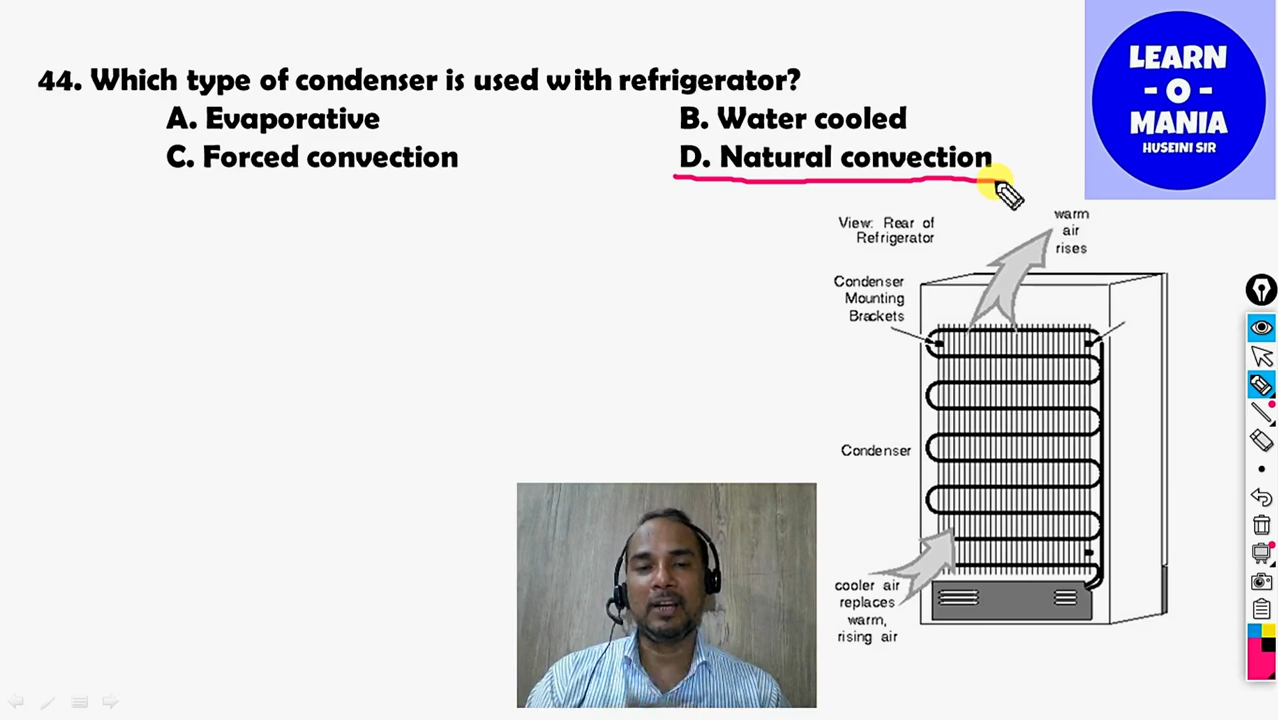 44. Which type of condenser is used with refrigerator?
A. Evaporative
B. Water cooled
C. Forced convection
D. Natural convection
LEARN
- O -
MANIA
HUSEINI SIR
View: Rear of
Refrigerator
warm
air
rises
Condenser
Mounting
Brackets
Condenser
cooler air
replaces
warm,
rising air